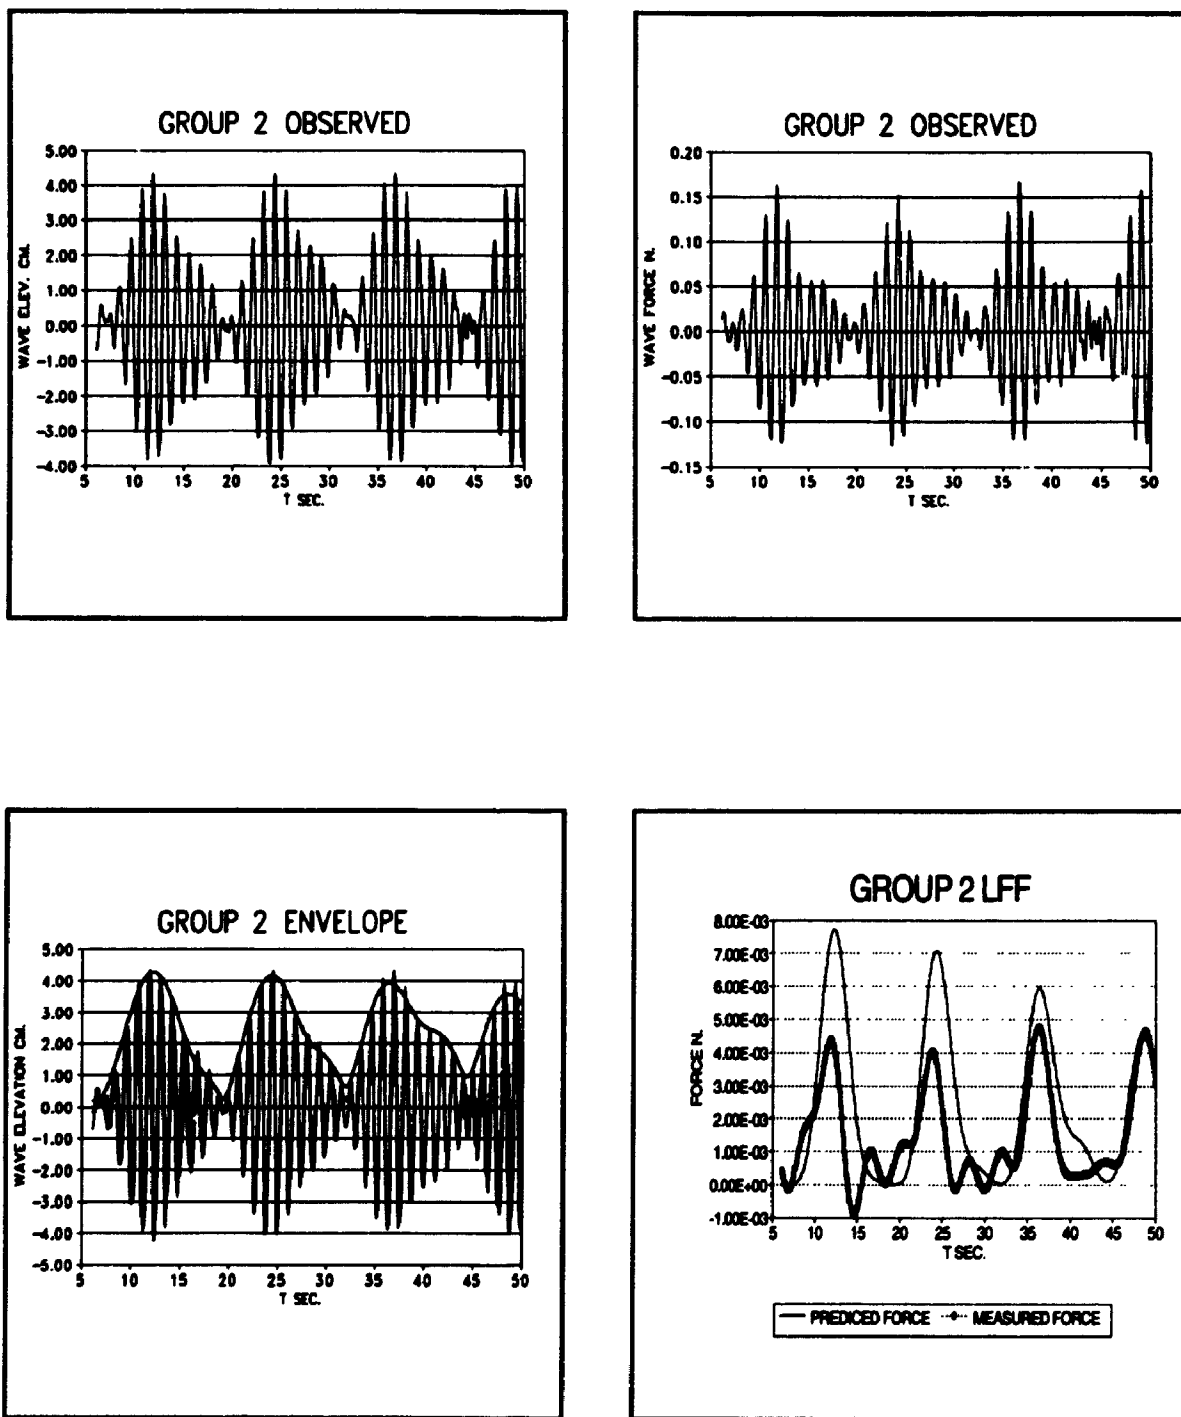 GROUP 2 OBSERVED
5.00
4.00
3.00
2.00
1.00
0.00
-1.00
-2.00
-3.00
-4.00
WAVE ELEV. CM.
5 10 15 20 25 30 35 40 45 50
T SEC.
GROUP 2 OBSERVED
0.20
0.15
0.10
0.05
0.00
-0.05
-0.10
-0.15
WAVE FORCE N.
5 10 15 20 25 30 35 40 45 50
T SEC.
GROUP 2 ENVELOPE
5.00
4.00
3.00
2.00
1.00
0.00
-1.00
-2.00
-3.00
-4.00
-5.00
WAVE ELEVATION CM.
5 10 15 20 25 30 35 40 45 50
T SEC.
GROUP 2 LFF
8.00E-03
7.00E-03
6.00E-03
5.00E-03
4.00E-03
3.00E-03
2.00E-03
1.00E-03
0.00E+00
-1.00E-03
FORCE N.
5 10 15 20 25 30 35 40 45 50
T SEC.
PREDICED FORCE MEASURED FORCE